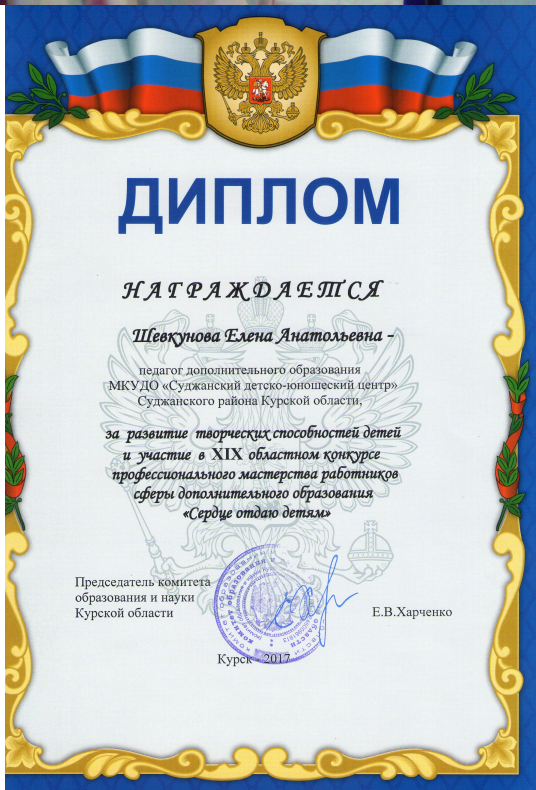 ДИПЛОМ
НАГРАЖДАЕТСЯ
Шевкунова Елена Анатольевна -
педагог дополнительного образования
МКУДО «Суджанский детско-юношеский центр»
Суджанского района Курской области,
за развитие творческих способностей детей
и участие в XIX областном конкурсе
профессионального мастерства работников
сферы дополнительного образования
«Сердце отдаю детям»
Председатель комитета
образования и науки
Курской области
Е.В.Харченко
Курск - 2017